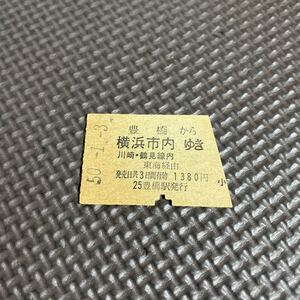 豊橋から
横浜市内ゆき
川崎・鶴見線内
東海経由
発売日共3日間有効 1380円
25豊橋駅発行
小
50.-1.-3